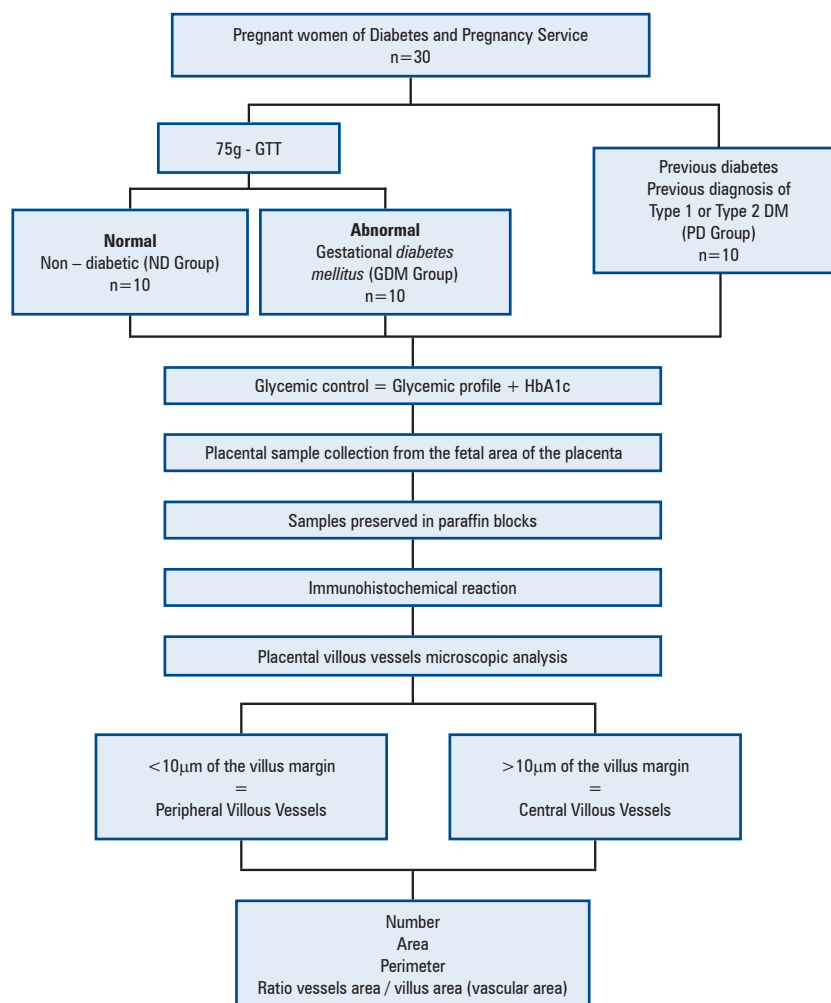 Pregnant women of Diabetes and Pregnancy Service
n=30
75g - GTT
Previous diabetes
Previous diagnosis of
Type 1 or Type 2 DM
(PD Group)
n=10
Normal
Non – diabetic (ND Group)
n=10
Abnormal
Gestational diabetes
mellitus (GDM Group)
n=10
Glycemic control = Glycemic profile + HbA1c
Placental sample collection from the fetal area of the placenta
Samples preserved in paraffin blocks
Immunohistochemical reaction
Placental villous vessels microscopic analysis
<10μm of the villus margin
=
Peripheral Villous Vessels
>10μm of the villus margin
=
Central Villous Vessels
Number
Area
Perimeter
Ratio vessels area / villus area (vascular area)